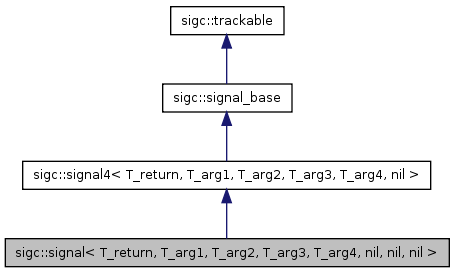 sigc::trackable
sigc::signal_base
sigc::signal4< T_return, T_arg1, T_arg2, T_arg3, T_arg4, nil >
sigc::signal< T_return, T_arg1, T_arg2, T_arg3, T_arg4, nil, nil, nil >